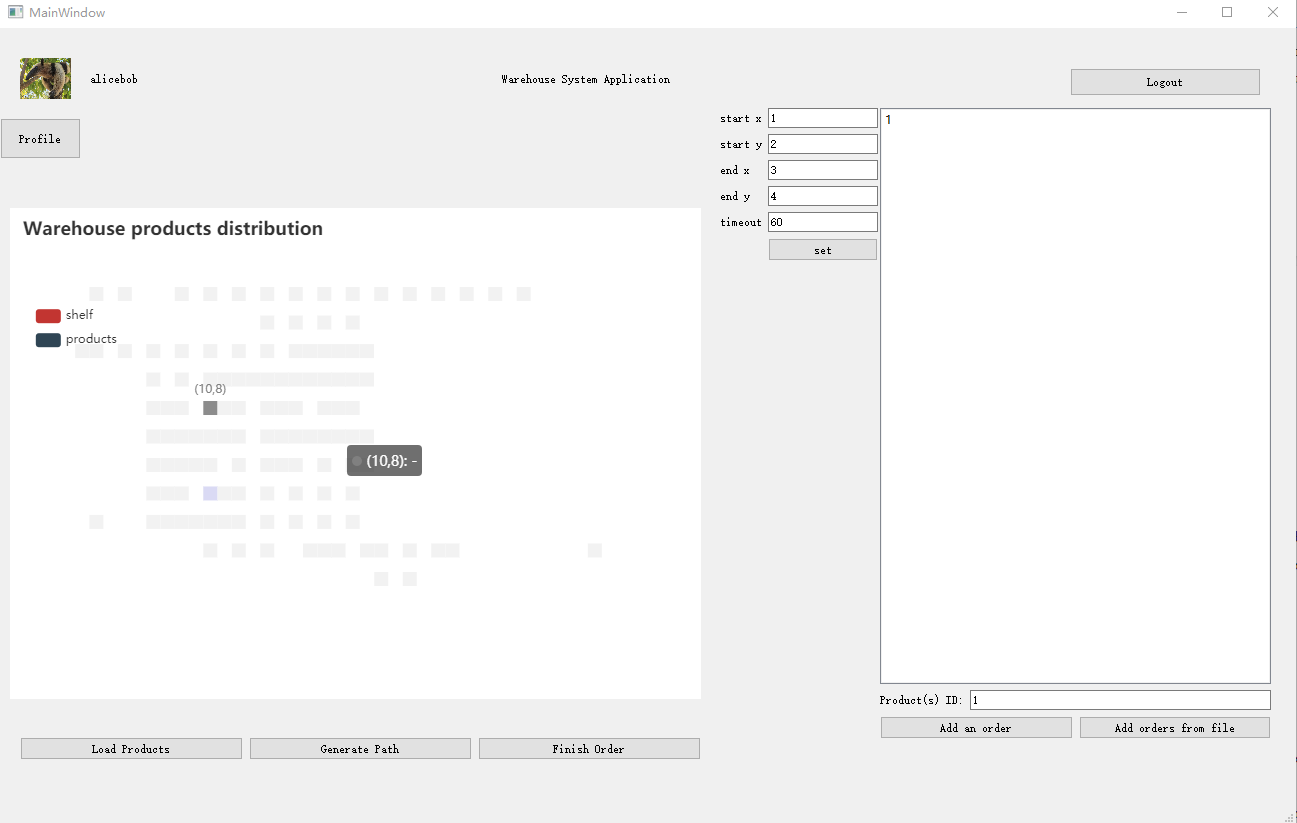 MainWindow
alicebob
Warehouse System Application
Logout
Profile
start x 1
start y 2
end x 3
end y 4
timeout 60
set
1
Warehouse products distribution
shelf
products
(10,8)
(10,8): -
Product(s) ID: 1
Add an order
Add orders from file
Load Products
Generate Path
Finish Order